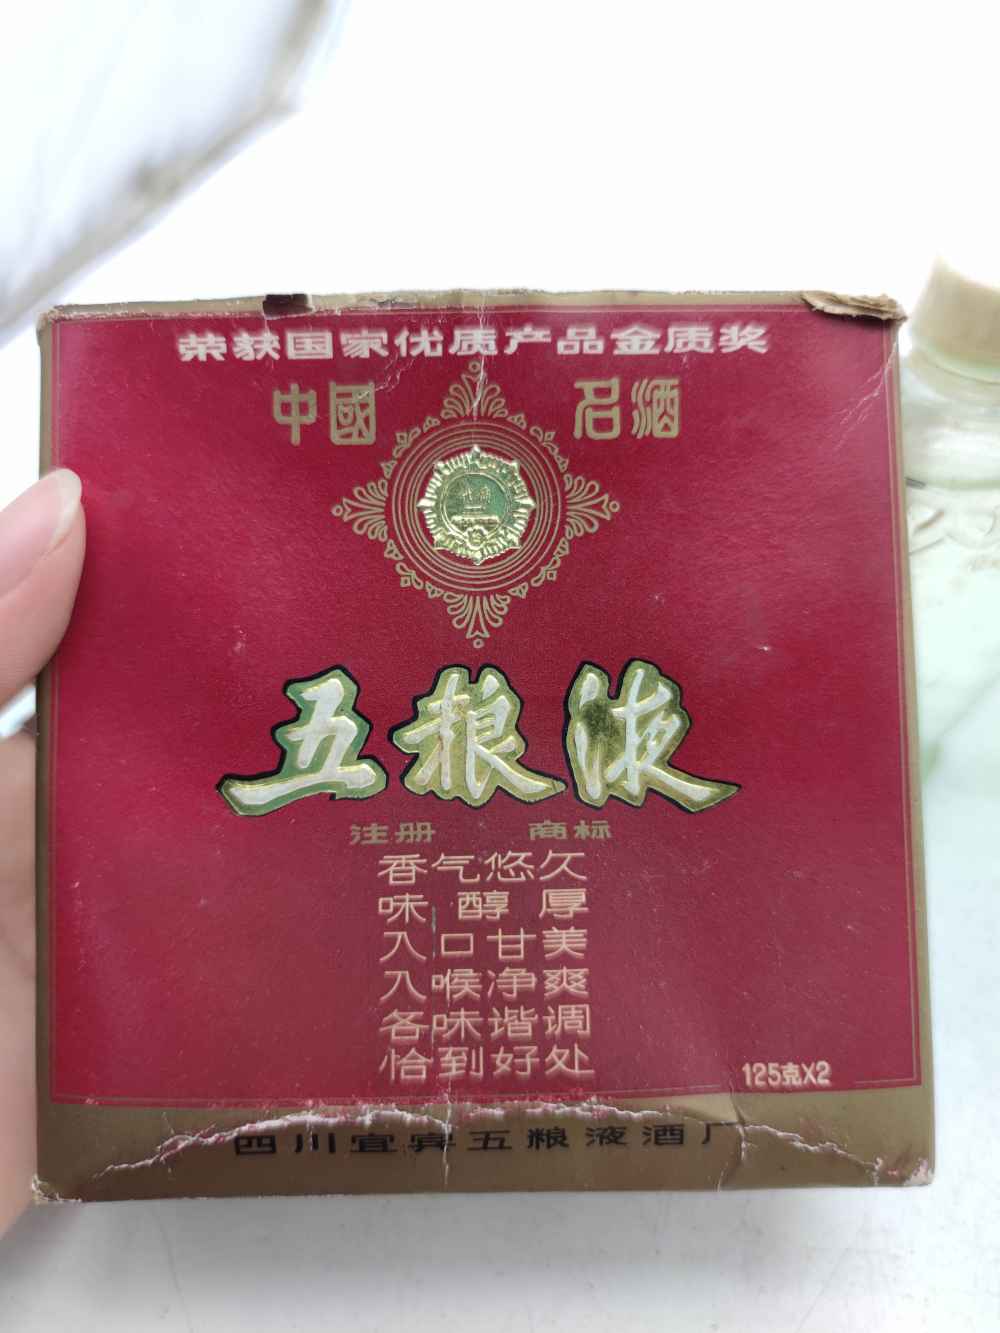 荣获国家优质产品金质奖
中國 名酒
五粮液
注册 商标
香气悠久
味醇厚
入口甘美
入喉净爽
各味谐调
恰到好处
125克X2
四川宜宾五粮液酒厂